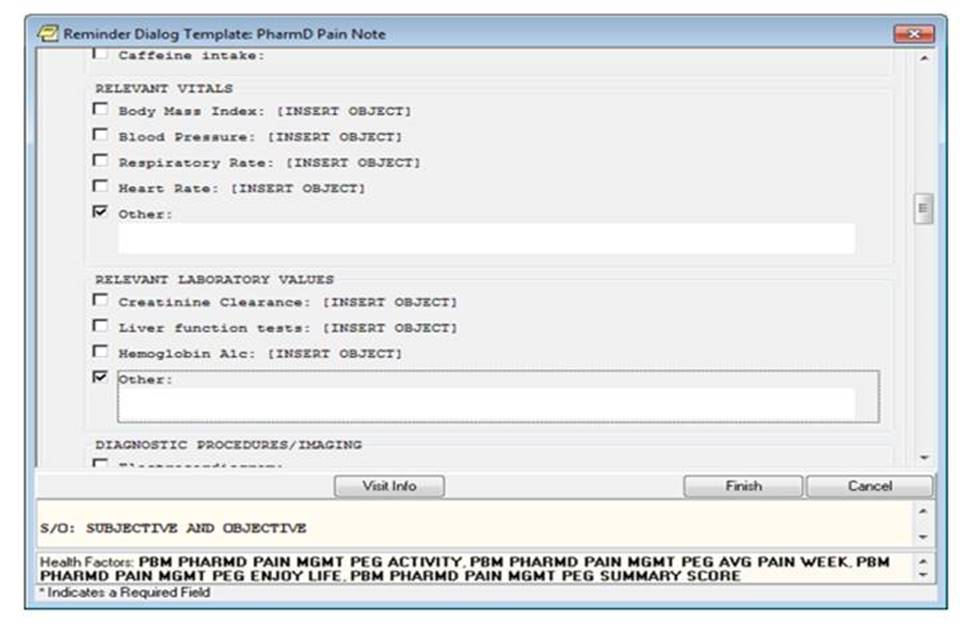 Reminder Dialog Template: PharmD Pain Note
Caffeine intake:
RELEVANT VITALS
Body Mass Index: [INSERT OBJECT]
Blood Pressure: [INSERT OBJECT]
Respiratory Rate: [INSERT OBJECT]
Heart Rate: [INSERT OBJECT]
Other:
RELEVANT LABORATORY VALUES
Creatinine Clearance: [INSERT OBJECT]
Liver function tests: [INSERT OBJECT]
Hemoglobin A1c: [INSERT OBJECT]
Other:
DIAGNOSTIC PROCEDURES/IMAGING
Visit Info Finish Cancel
S/O: SUBJECTIVE AND OBJECTIVE
Health Factors: PBM PHARMD PAIN MGMT PEG ACTIVITY, PBM PHARMD PAIN MGMT PEG AVG PAIN WEEK, PBM
PHARMD PAIN MGMT PEG ENJOY LIFE, PBM PHARMD PAIN MGMT PEG SUMMARY SCORE
* Indicates a Required Field